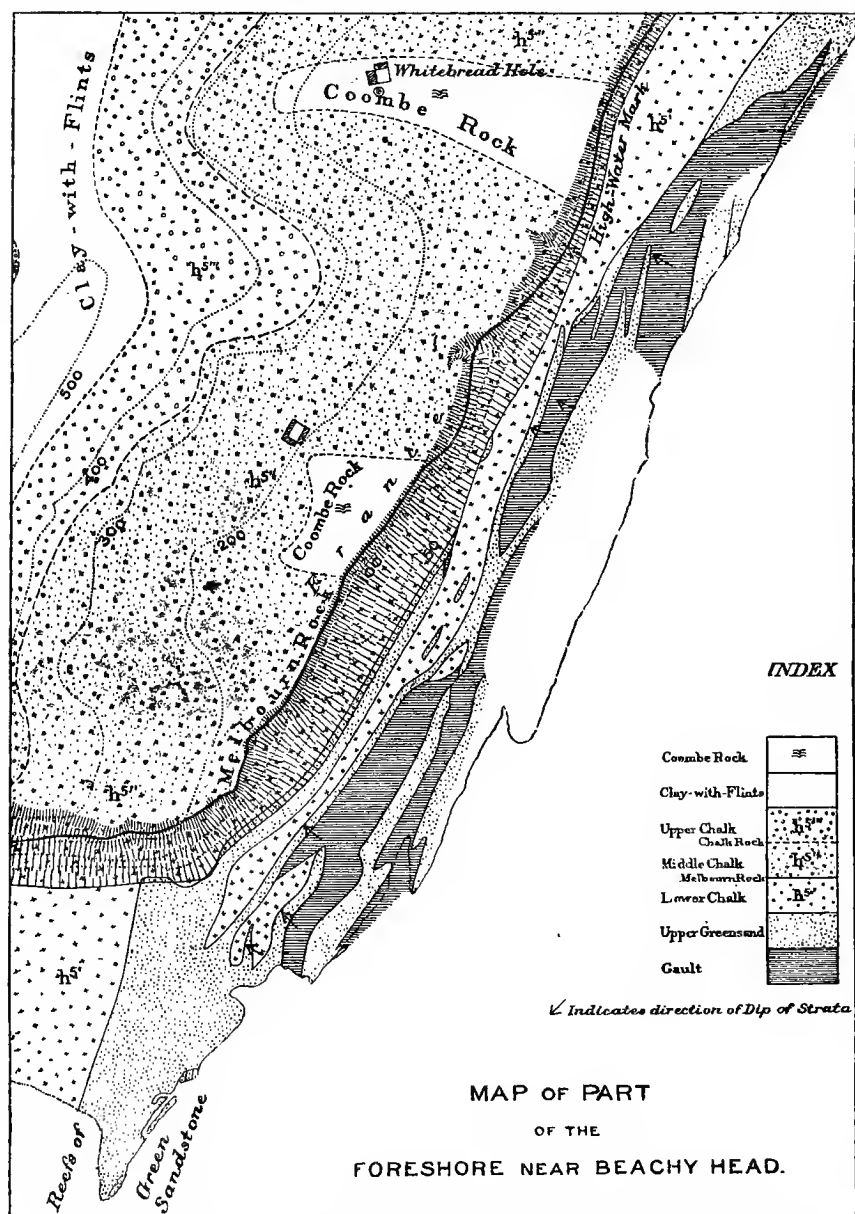 h⁵"
Whitebread Hole
Coombe Rock
Clay-with-Flints
h⁵'
High-Water Mark
h⁵'''
500
400
300
200
h⁵"
Coombe Rock
100
50
Melbourn Rock
h⁵"
h⁵'
Reefs of
Green
Sandstone
INDEX
Coombe Rock
Clay-with-Flints
Upper Chalk h⁵'''
Chalk Rock
Middle Chalk h⁵"
Melbourn Rock
Lower Chalk h⁵'
Upper Greensand
Gault
Indicates direction of Dip of Strata
MAP OF PART
OF THE
FORESHORE NEAR BEACHY HEAD.